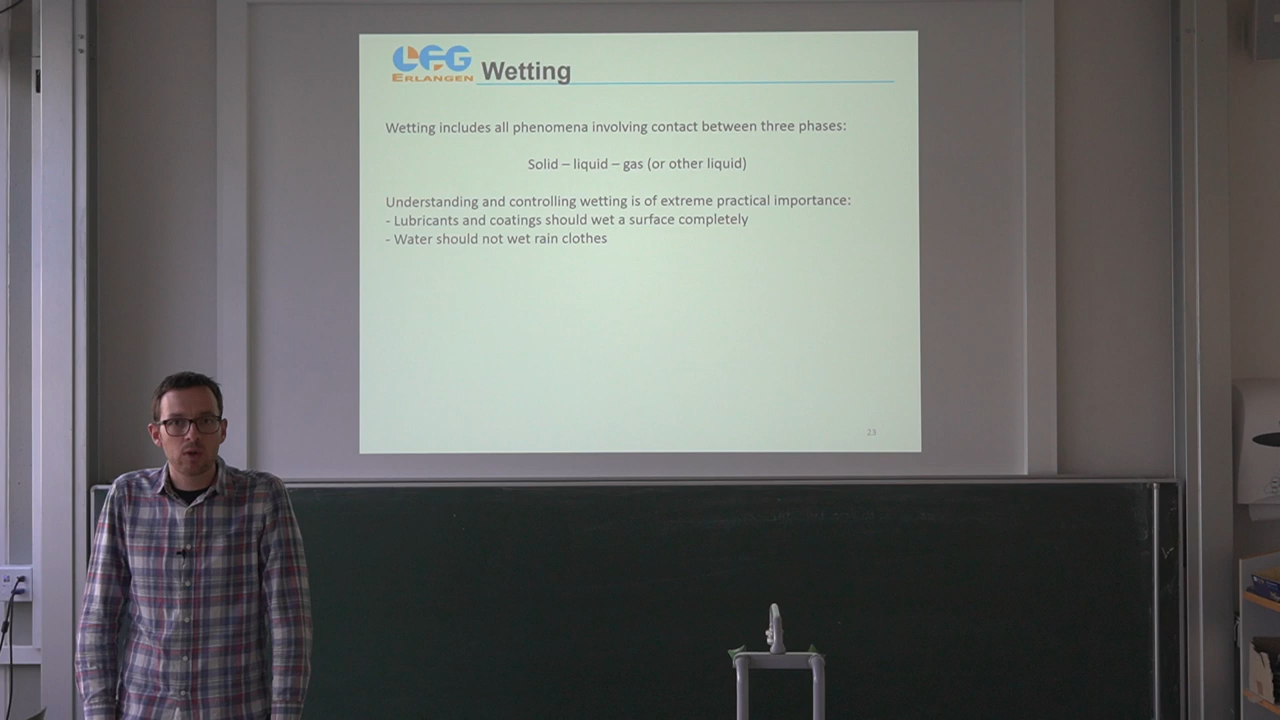 LFG
ERLANGEN
Wetting
Wetting includes all phenomena involving contact between three phases:
Solid – liquid – gas (or other liquid)
Understanding and controlling wetting is of extreme practical importance:
- Lubricants and coatings should wet a surface completely
- Water should not wet rain clothes
23